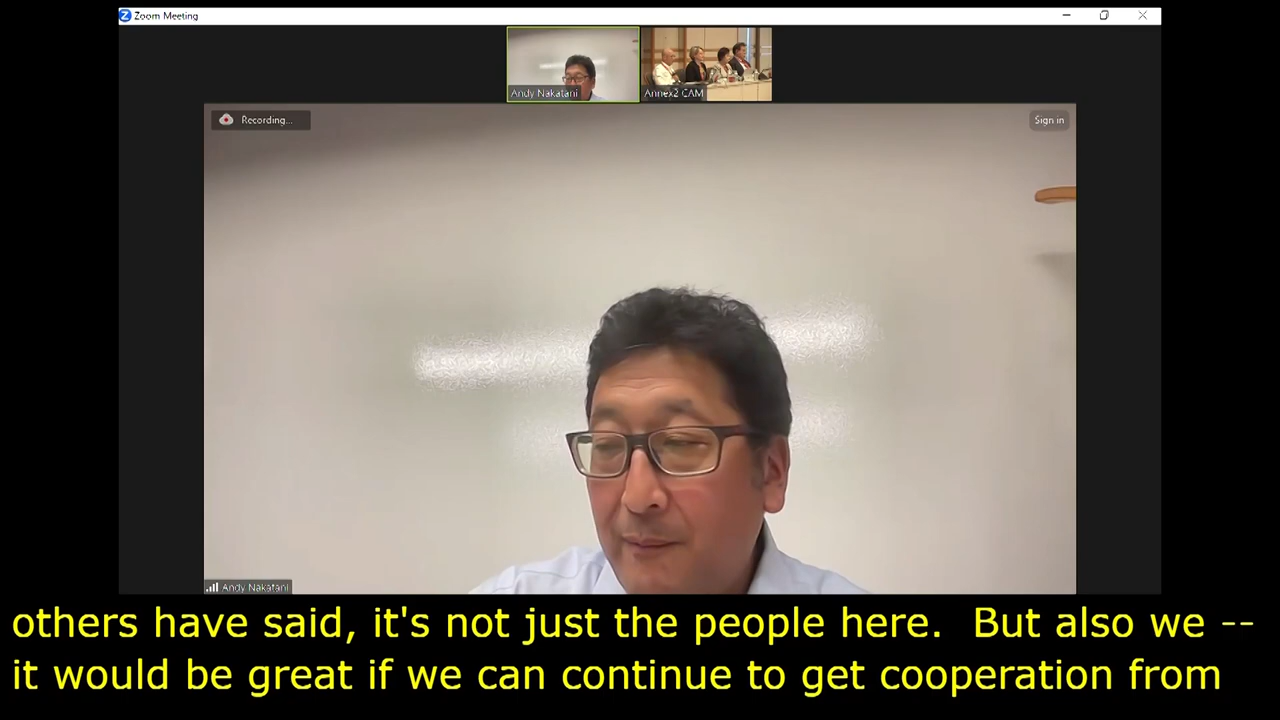 Zoom Meeting
Andy Nakatani
Annex2 CAM
Recording...
Sign in
Andy Nakatani
others have said, it's not just the people here.  But also we --
it would be great if we can continue to get cooperation from